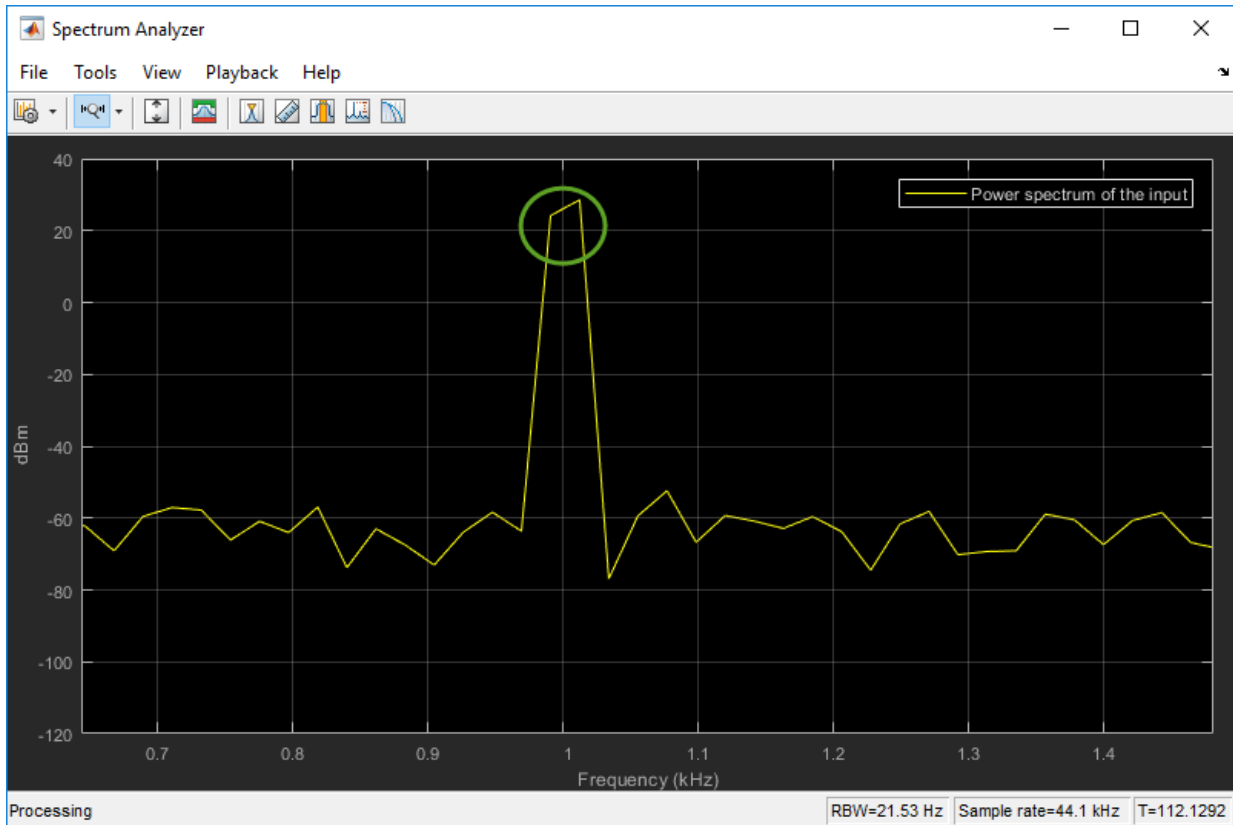 Spectrum Analyzer
File Tools View Playback Help
40
20
0
-20
-40
-60
-80
-100
-120
dBm
Power spectrum of the input
0.7 0.8 0.9 1 1.1 1.2 1.3 1.4
Frequency (kHz)
Processing RBW=21.53 Hz Sample rate=44.1 kHz T=112.1292